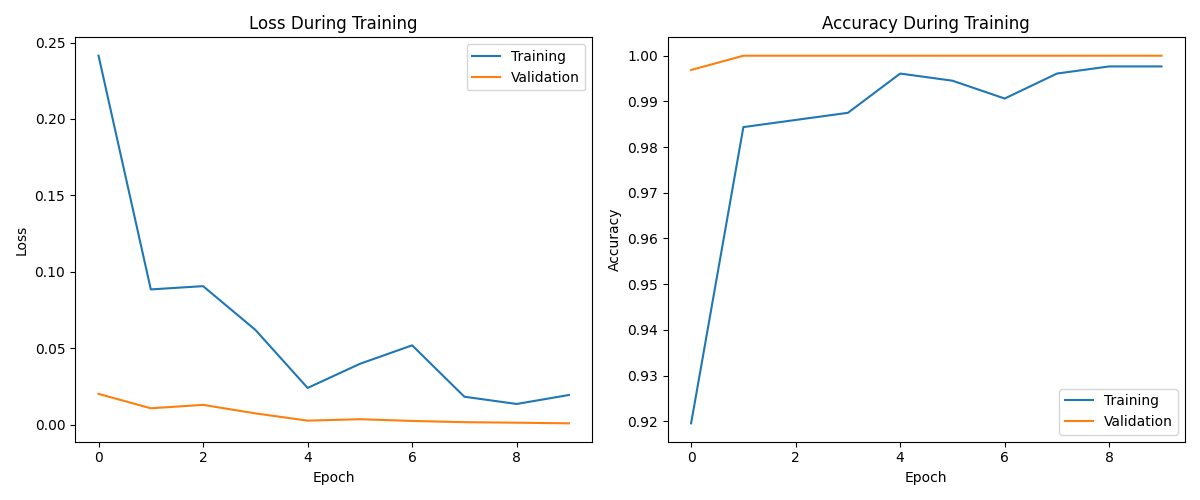 Loss During Training
0.25
0.20
0.15
0.10
0.05
0.00
Loss
0 2 4 6 8
Epoch
Training
Validation
Accuracy During Training
1.00
0.99
0.98
0.97
0.96
0.95
0.94
0.93
0.92
Accuracy
0 2 4 6 8
Epoch
Training
Validation